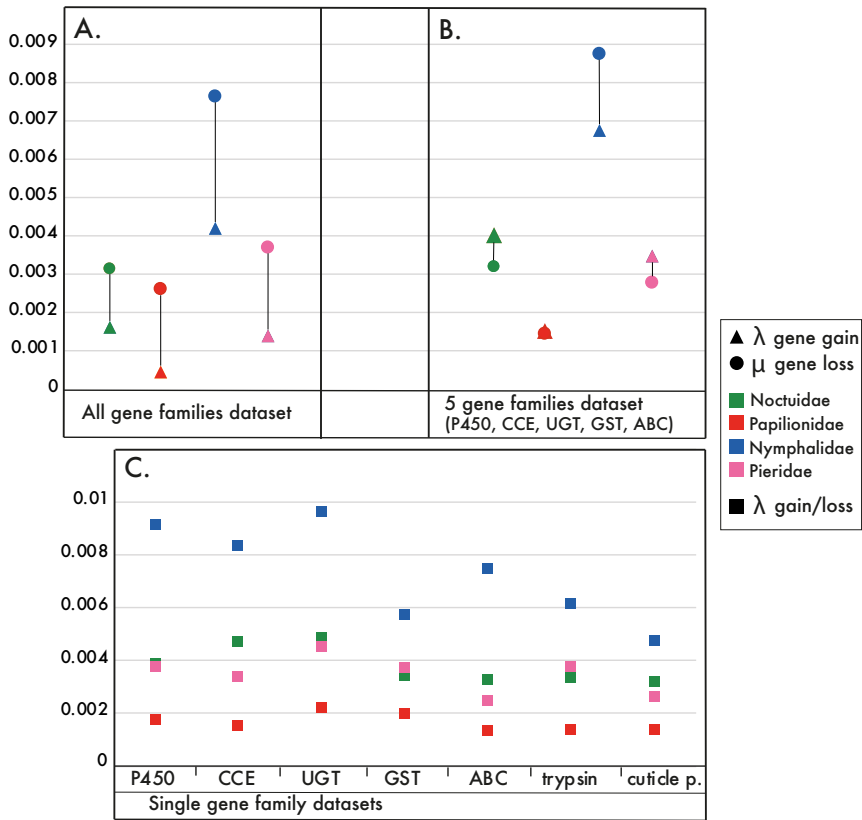 A.
B.
0.009
0.008
0.007
0.006
0.005
0.004
0.003
0.002
0.001
0
All gene families dataset
5 gene families dataset
(P450, CCE, UGT, GST, ABC)
λ gene gain
μ gene loss
Noctuidae
Papilionidae
Nymphalidae
Pieridae
λ gain/loss
C.
0.01
0.008
0.006
0.004
0.002
0
P450 CCE UGT GST ABC trypsin cuticle p.
Single gene family datasets